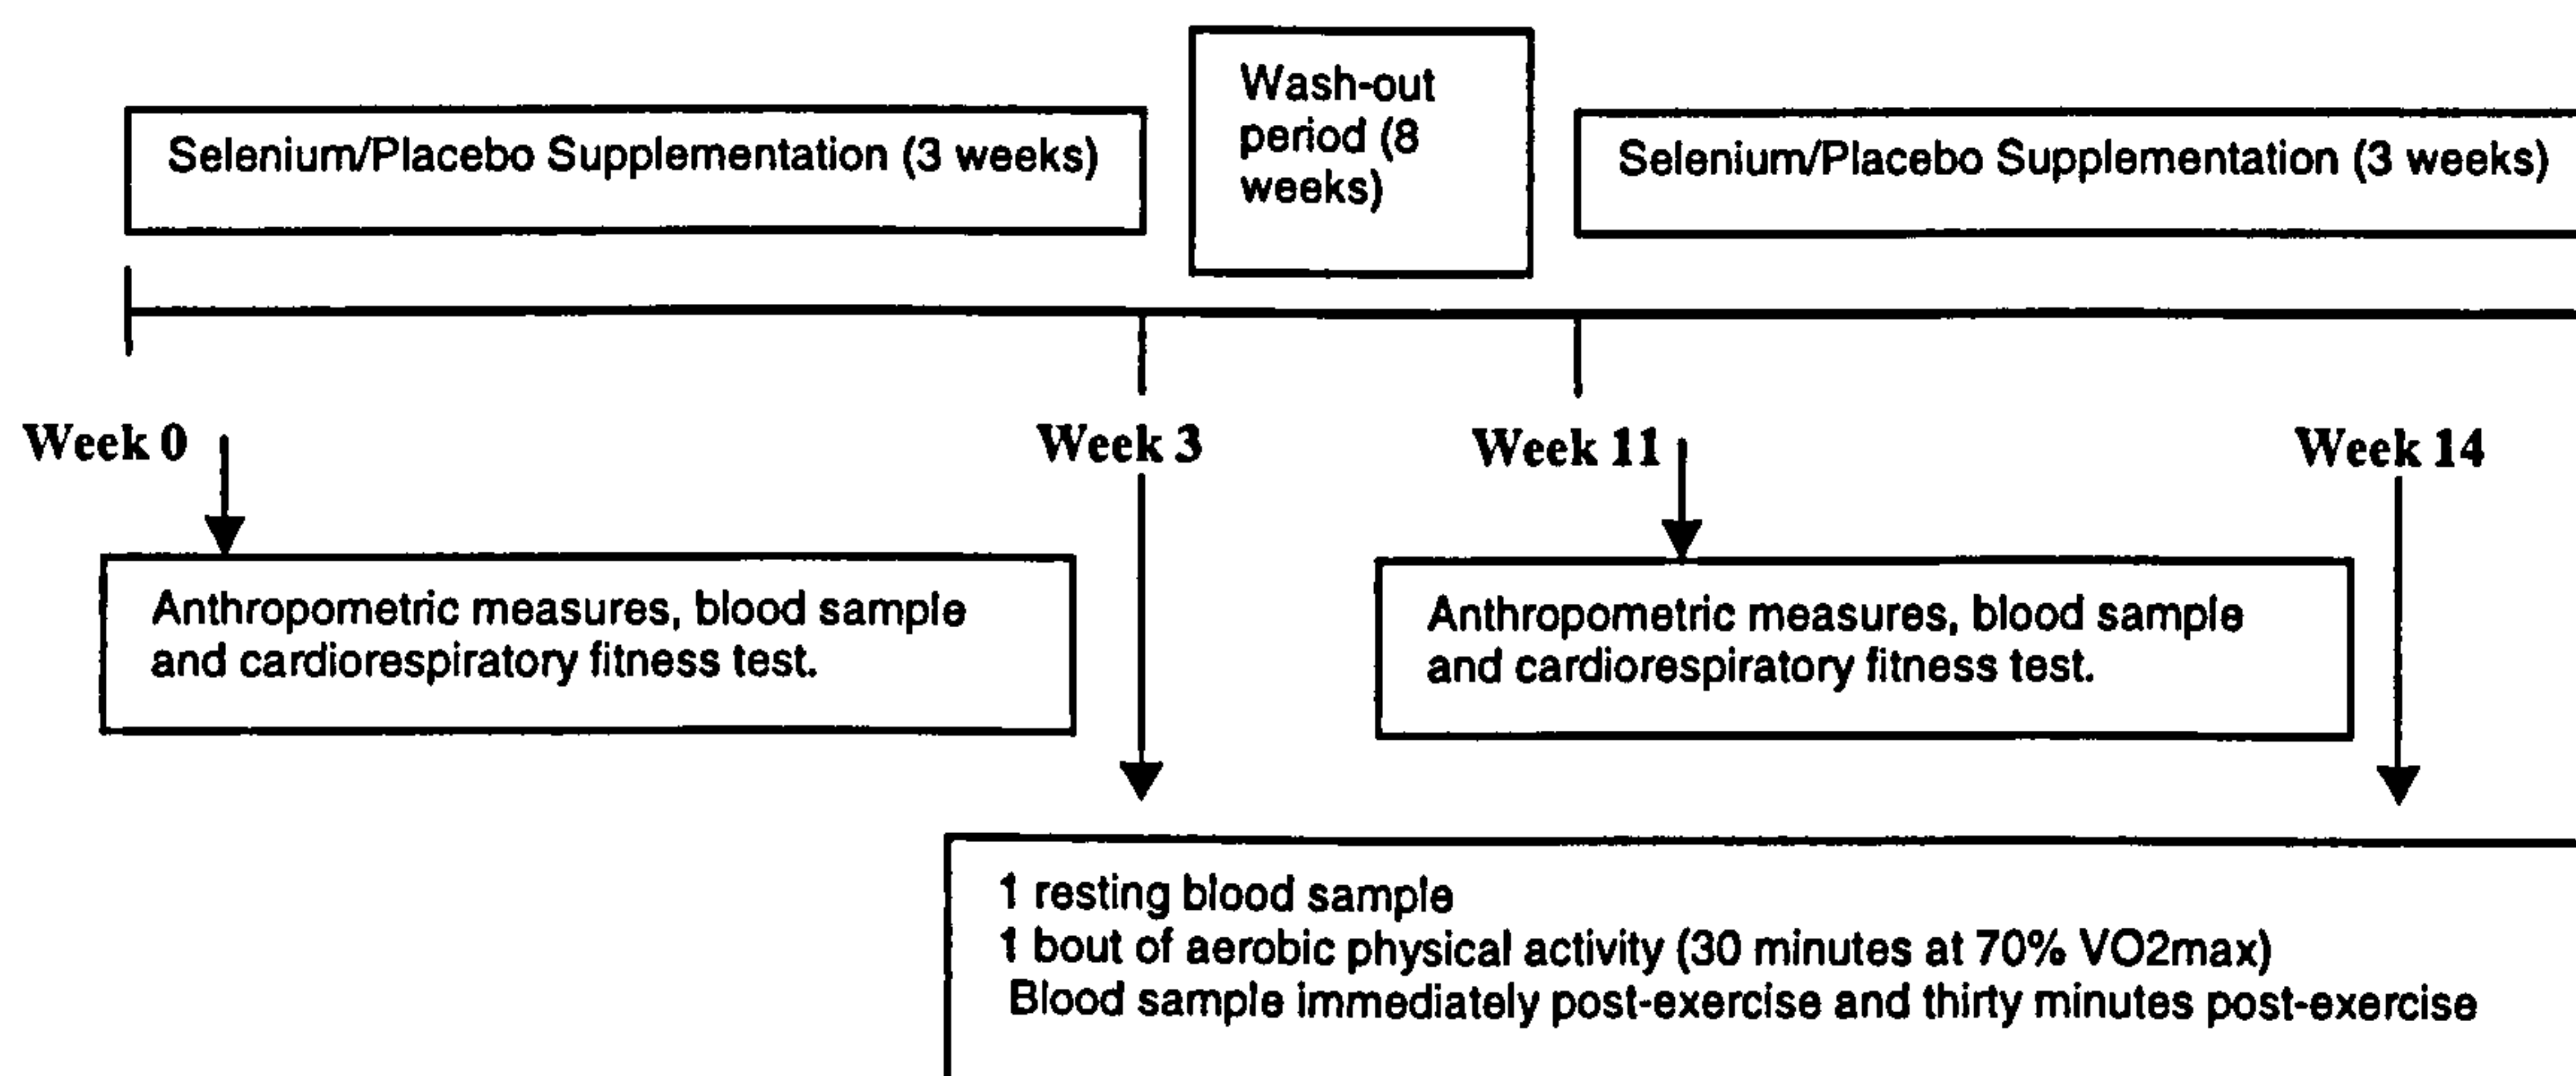 Wash-out
period (8
weeks)
Selenium/Placebo Supplementation (3 weeks)
Selenium/Placebo Supplementation (3 weeks)
Week 0
Week 3
Week 11
Week 14
Anthropometric measures, blood sample
and cardiorespiratory fitness test.
Anthropometric measures, blood sample
and cardiorespiratory fitness test.
1 resting blood sample
1 bout of aerobic physical activity (30 minutes at 70% VO2max)
Blood sample immediately post-exercise and thirty minutes post-exercise